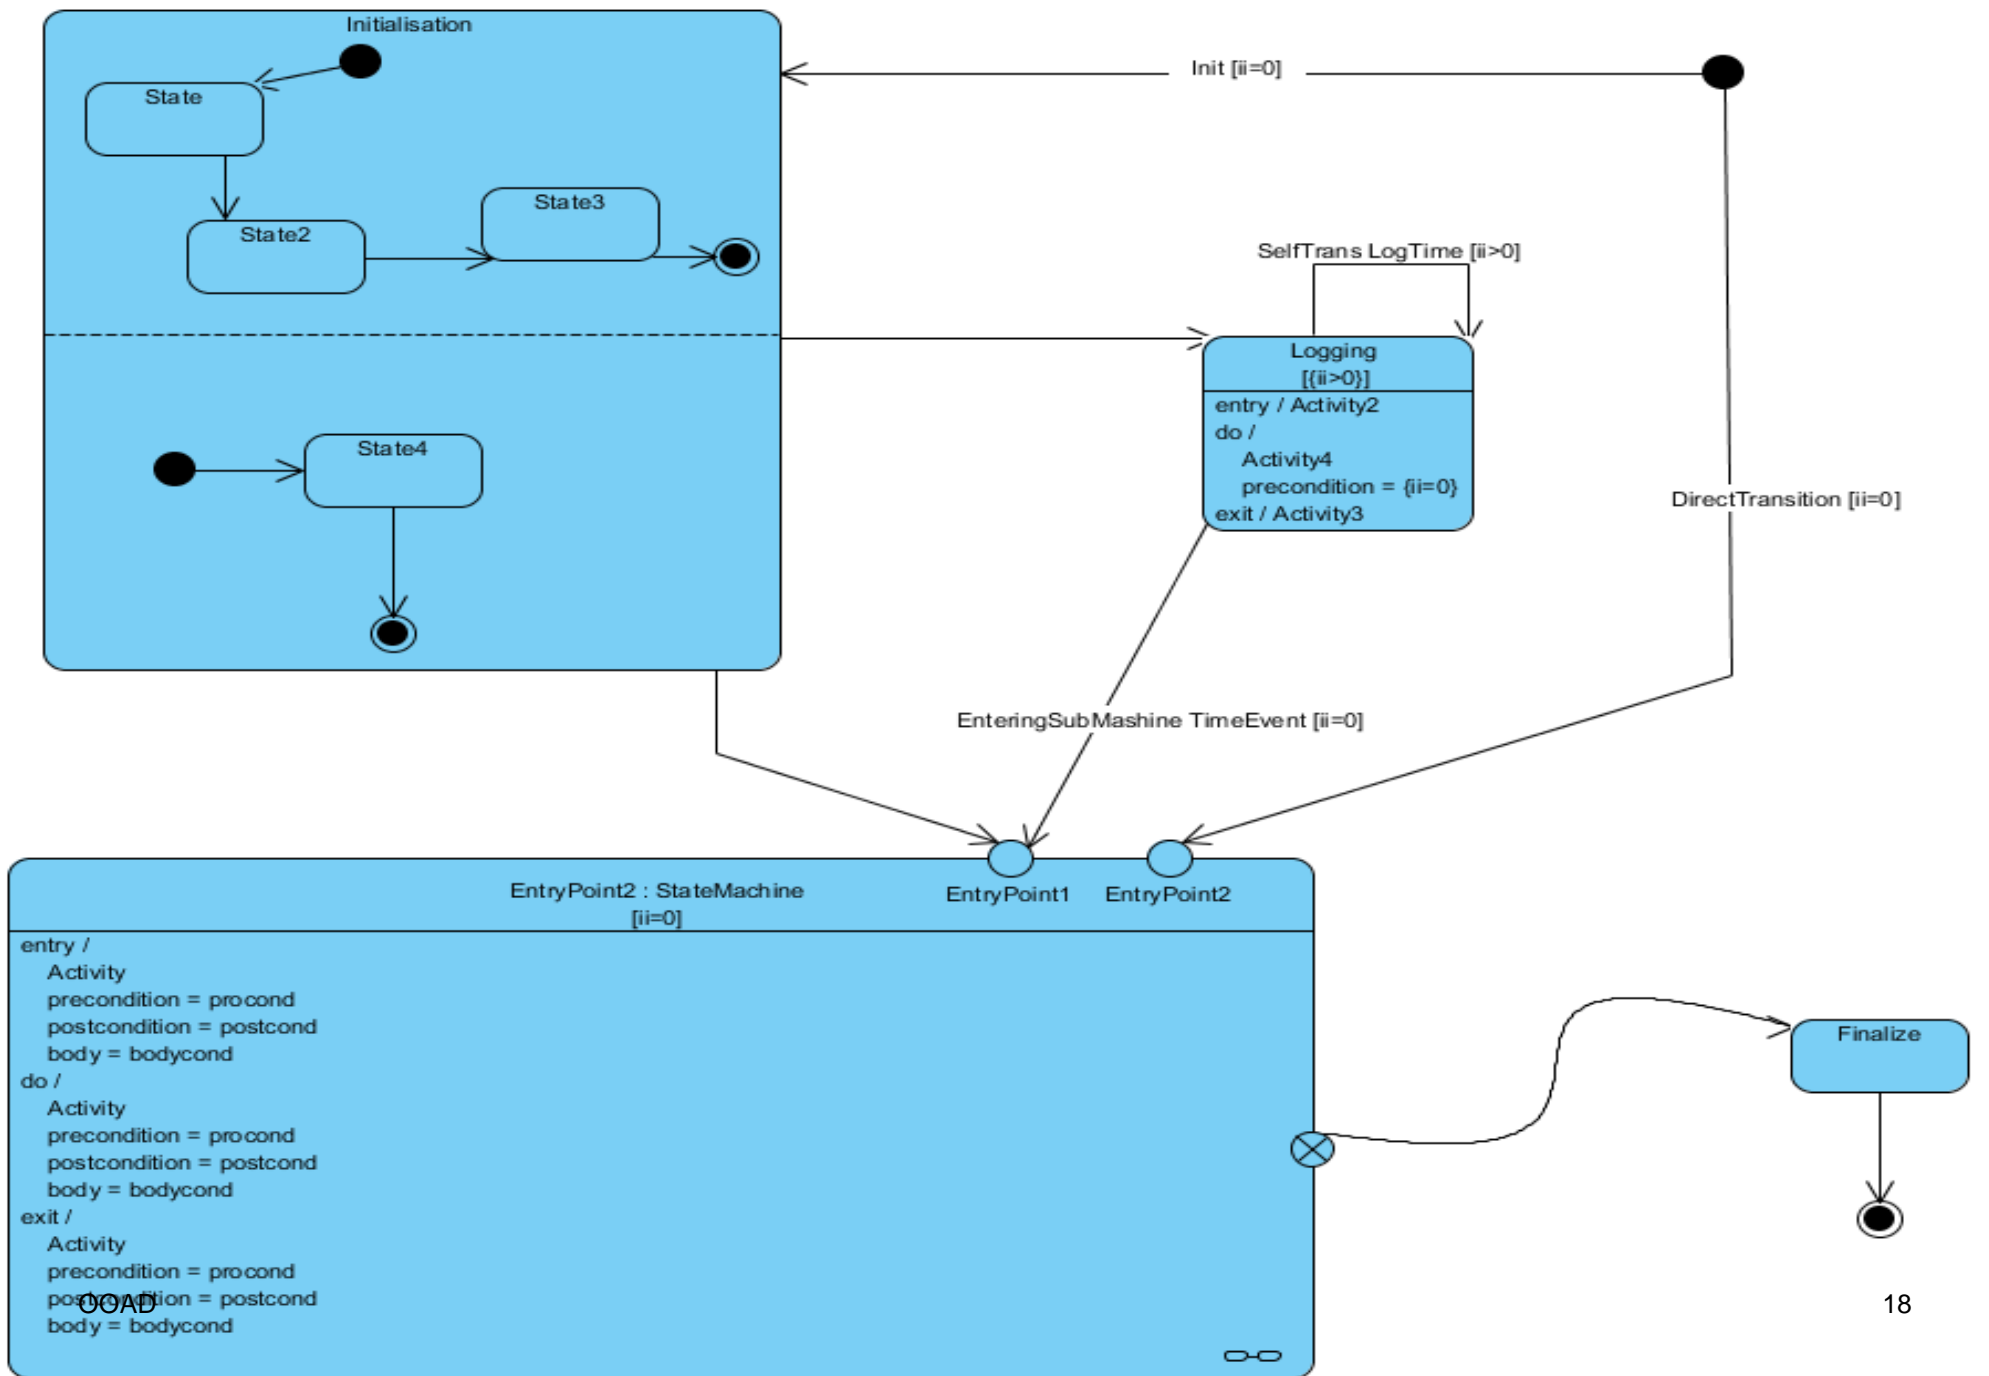 Initialisation
State
State2
State3
State4
Init [ii=0]
SelfTrans LogTime [ii>0]
Logging
[{ii>0}]
entry / Activity2
do /
Activity4
precondition = {ii=0}
exit / Activity3
DirectTransition [ii=0]
EnteringSubMashine TimeEvent [ii=0]
EntryPoint1
EntryPoint2
EntryPoint2 : StateMachine
[ii=0]
entry /
Activity
precondition = procond
postcondition = postcond
body = bodycond
do /
Activity
precondition = procond
postcondition = postcond
body = bodycond
exit /
Activity
precondition = procond
postcondition = postcond
body = bodycond
Finalize
OOAD
18